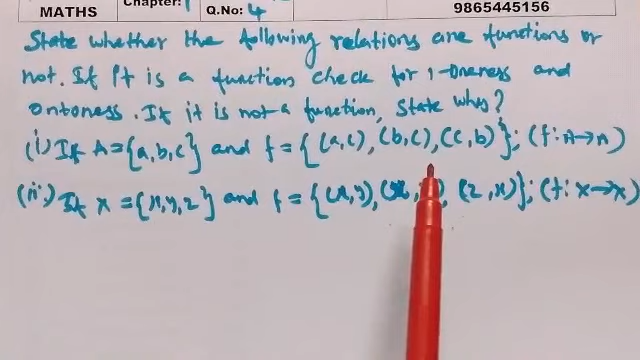 MATHS
Chapter: 1
Q.No: 4
9865445156
State whether the following relations are functions or
not. If it is a function check for 1-oneness and
ontoness. If it is not a function, state why?
(i) If A = {a,b,c} and f = {(a,c), (b,c), (c,b)}; (f: A→A)
(ii) If x = {x,y,z} and f = {(x,y), (x, ), (z,x)}; (f: x→x)